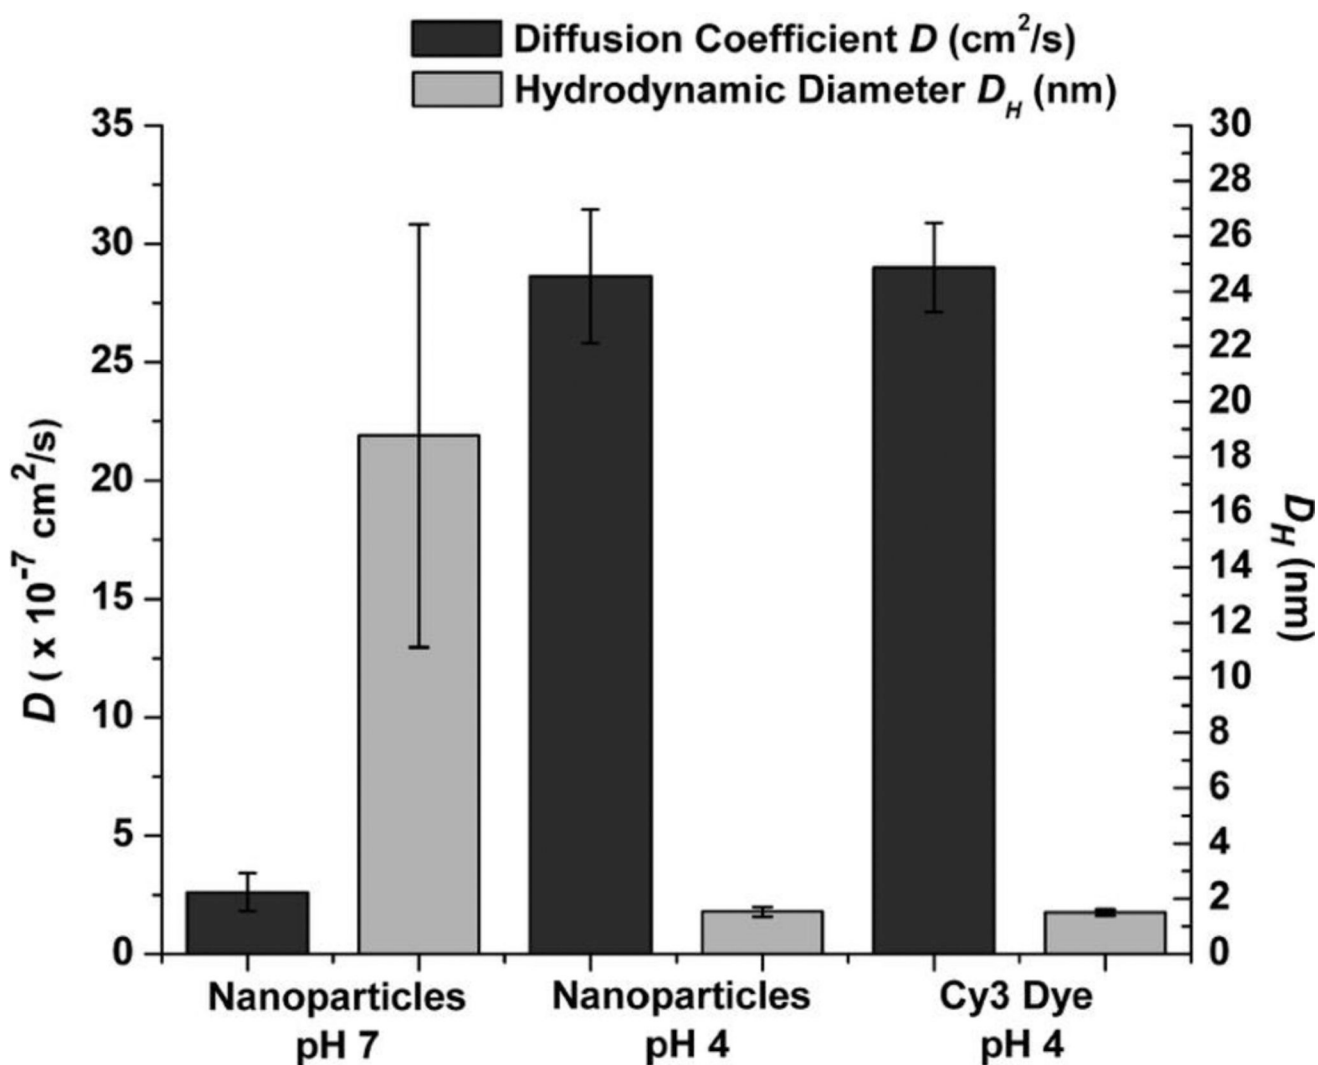 Diffusion Coefficient D (cm²/s)
Hydrodynamic Diameter D_H (nm)
35
30
25
20
15
10
5
0
D ( x 10⁻⁷ cm²/s)
30
28
26
24
22
20
18
16
14
12
10
8
6
4
2
0
D_H (nm)
Nanoparticles
pH 7
Nanoparticles
pH 4
Cy3 Dye
pH 4